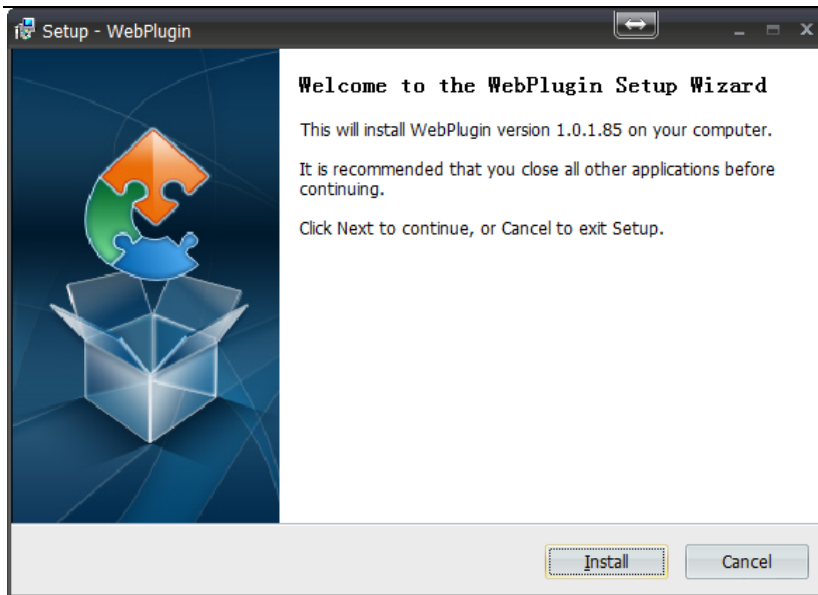 Setup - WebPlugin
Welcome to the WebPlugin Setup Wizard
This will install WebPlugin version 1.0.1.85 on your computer.
It is recommended that you close all other applications before
continuing.
Click Next to continue, or Cancel to exit Setup.
Install
Cancel